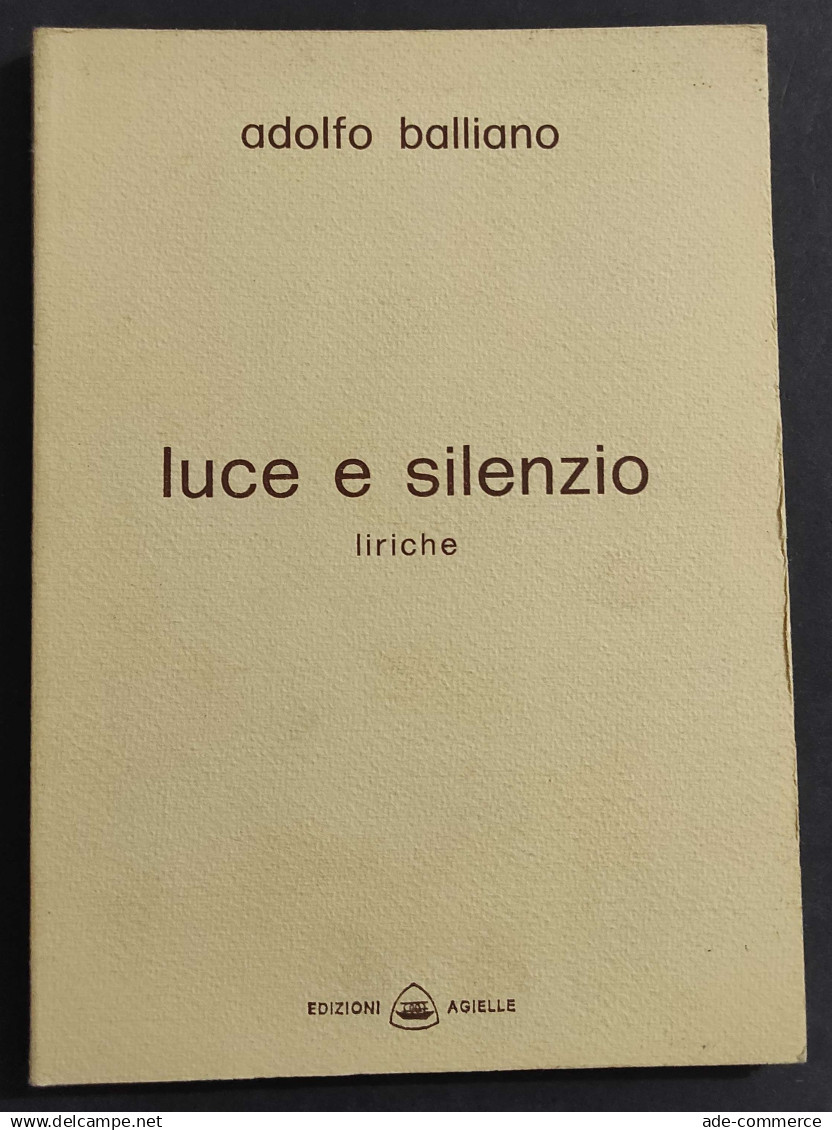 adolfo balliano
luce e silenzio
liriche
EDIZIONI AGIELLE
www.delcampe.net
ade-commerce